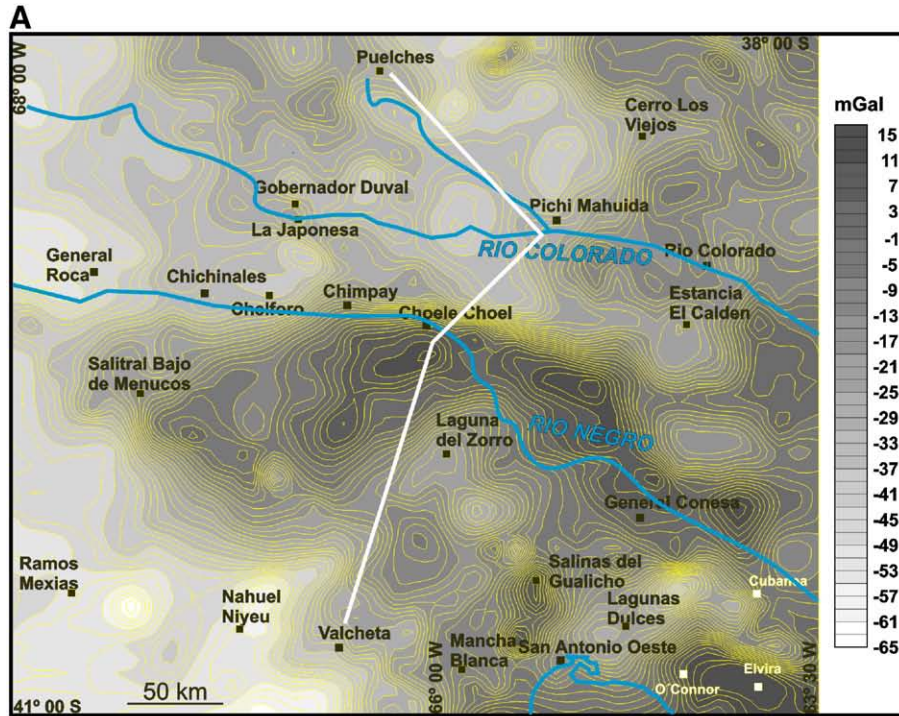 A
68° 00 W
38° 00 S
Puelches
Cerro Los
Viejos
Gobernador Duval
La Japonesa
Pichi Mahuida
RIO COLORADO
Rio Colorado
General
Roca
Chichinales
Chelforo
Chimpay
Choele Choel
Estancia
El Calden
Salitral Bajo
de Menucos
Laguna
del Zorro
RIO NEGRO
General Conesa
Ramos
Mexias
Nahuel
Niyeu
Valcheta
Salinas del
Gualicho
Cubanea
Lagunas
Dulces
Mancha
Blanca
San Antonio Oeste
O'Connor
Elvira
41° 00 S
50 km
66° 00 W
63° 30 W
mGal
15
11
7
3
-1
-5
-9
-13
-17
-21
-25
-29
-33
-37
-41
-45
-49
-53
-57
-61
-65